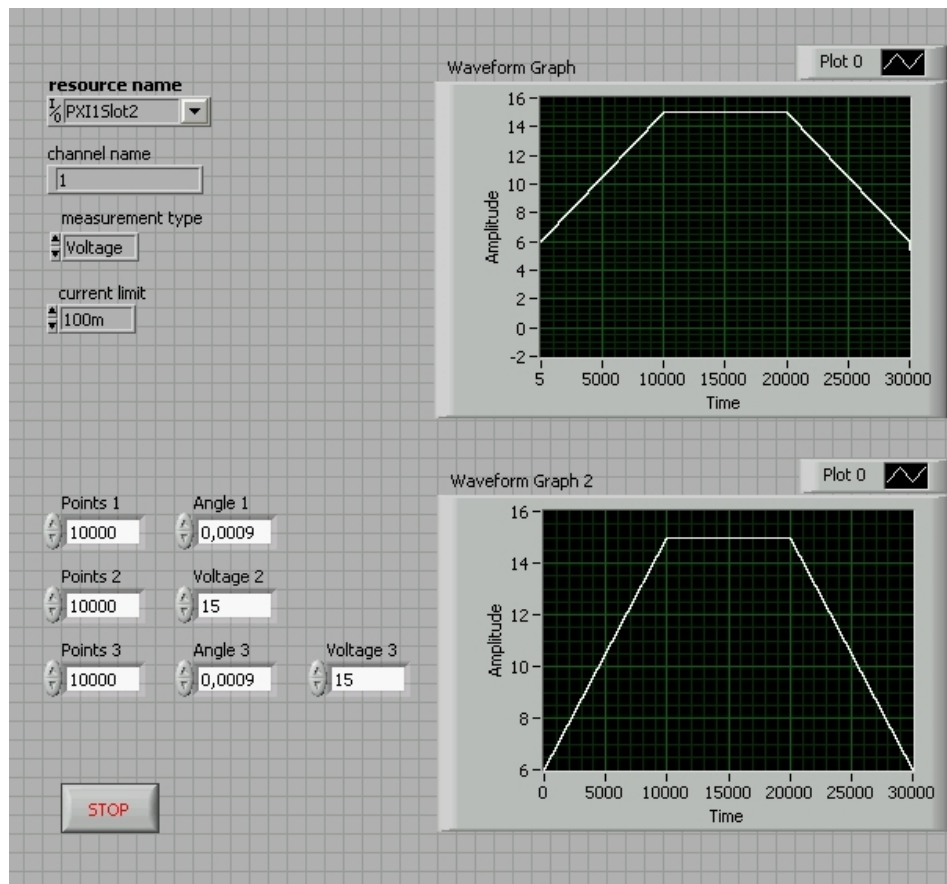 resource name
PXI1Slot2
channel name
1
measurement type
Voltage
current limit
100m
Waveform Graph
Plot 0
16
14
12
10
8
6
4
2
0
-2
Amplitude
5 5000 10000 15000 20000 25000 30000
Time
Points 1 Angle 1
10000 0,0009
Points 2 Voltage 2
10000 15
Points 3 Angle 3 Voltage 3
10000 0,0009 15
STOP
Waveform Graph 2
Plot 0
16
14
12
10
8
6
Amplitude
0 5000 10000 15000 20000 25000 30000
Time